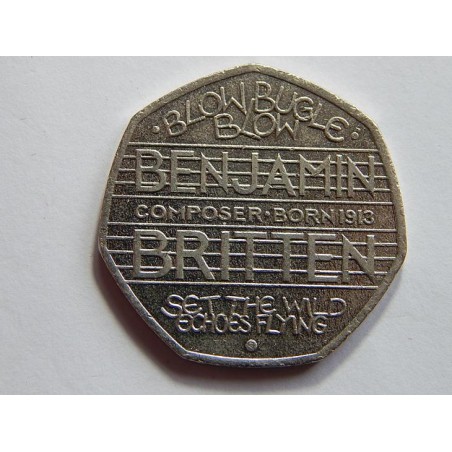 · BLOW BUGLE ·
BLOW
BENJAMIN
COMPOSER · BORN 1913
BRITTEN
SET THE WILD
ECHOES FLYING